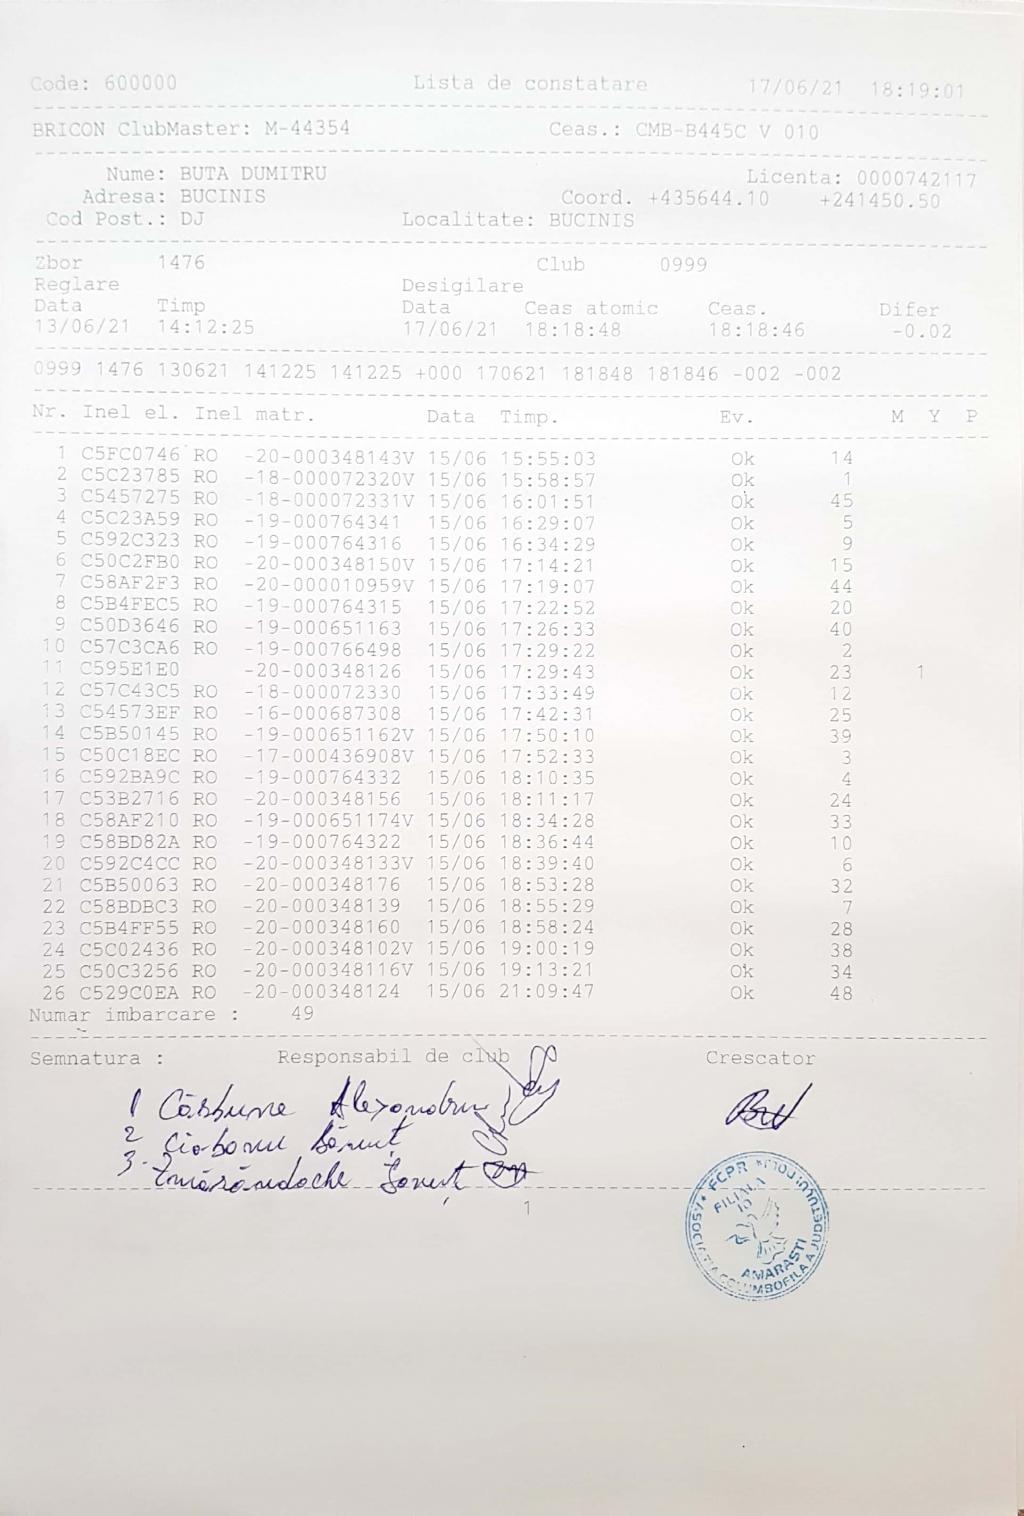 Code: 600000 Lista de constatare 17/06/21 18:19:01
BRICON ClubMaster: M-44354 Ceas.: CMB-B445C V 010
Nume: BUTA DUMITRU Licenta: 0000742117
Adresa: BUCINIS Coord. +435644.10 +241450.50
Cod Post.: DJ Localitate: BUCINIS
Zbor 1476 Club 0999
Reglare Desigilare
Data Timp Data Ceas atomic Ceas. Difer
13/06/21 14:12:25 17/06/21 18:18:48 18:18:46 -0.02
0999 1476 130621 141225 141225 +000 170621 181848 181846 -002 -002
Nr. Inel el. Inel matr. Data Timp. Ev. M Y P
1 C5FC0746 RO -20-000348143V 15/06 15:55:03 Ok 14
2 C5C23785 RO -18-000072320V 15/06 15:58:57 Ok 1
3 C5457275 RO -18-000072331V 15/06 16:01:51 Ok 45
4 C5C23A59 RO -19-000764341 15/06 16:29:07 Ok 5
5 C592C323 RO -19-000764316 15/06 16:34:29 Ok 9
6 C50C2FB0 RO -20-000348150V 15/06 17:14:21 Ok 15
7 C58AF2F3 RO -20-000010959V 15/06 17:19:07 Ok 44
8 C5B4FEC5 RO -19-000764315 15/06 17:22:52 Ok 20
9 C50D3646 RO -19-000651163 15/06 17:26:33 Ok 40
10 C57C3CA6 RO -19-000766498 15/06 17:29:22 Ok 2
11 C595E1E0 -20-000348126 15/06 17:29:43 Ok 23 1
12 C57C43C5 RO -18-000072330 15/06 17:33:49 Ok 12
13 C54573EF RO -16-000687308 15/06 17:42:31 Ok 25
14 C5B50145 RO -19-000651162V 15/06 17:50:10 Ok 39
15 C50C18EC RO -17-000436908V 15/06 17:52:33 Ok 3
16 C592BA9C RO -19-000764332 15/06 18:10:35 Ok 4
17 C53B2716 RO -20-000348156 15/06 18:11:17 Ok 24
18 C58AF210 RO -19-000651174V 15/06 18:34:28 Ok 33
19 C58BD82A RO -19-000764322 15/06 18:36:44 Ok 10
20 C592C4CC RO -20-000348133V 15/06 18:39:40 Ok 6
21 C5B50063 RO -20-000348176 15/06 18:53:28 Ok 32
22 C58BDBC3 RO -20-000348139 15/06 18:55:29 Ok 7
23 C5B4FF55 RO -20-000348160 15/06 18:58:24 Ok 28
24 C5C02436 RO -20-000348102V 15/06 19:00:19 Ok 38
25 C50C3256 RO -20-000348116V 15/06 19:13:21 Ok 34
26 C529C0EA RO -20-000348124 15/06 21:09:47 Ok 48
Numar imbarcare : 49
Semnatura : Responsabil de club Crescator
1 Cărbune Alexandru
2 Ciobanu Dănuț
3. Zmărăndache Ionuț
1
ASOCIATIA COLUMBOFILA A JUDETULUI DOLJ * FCPR *
FILIALA
10
AMARASTI